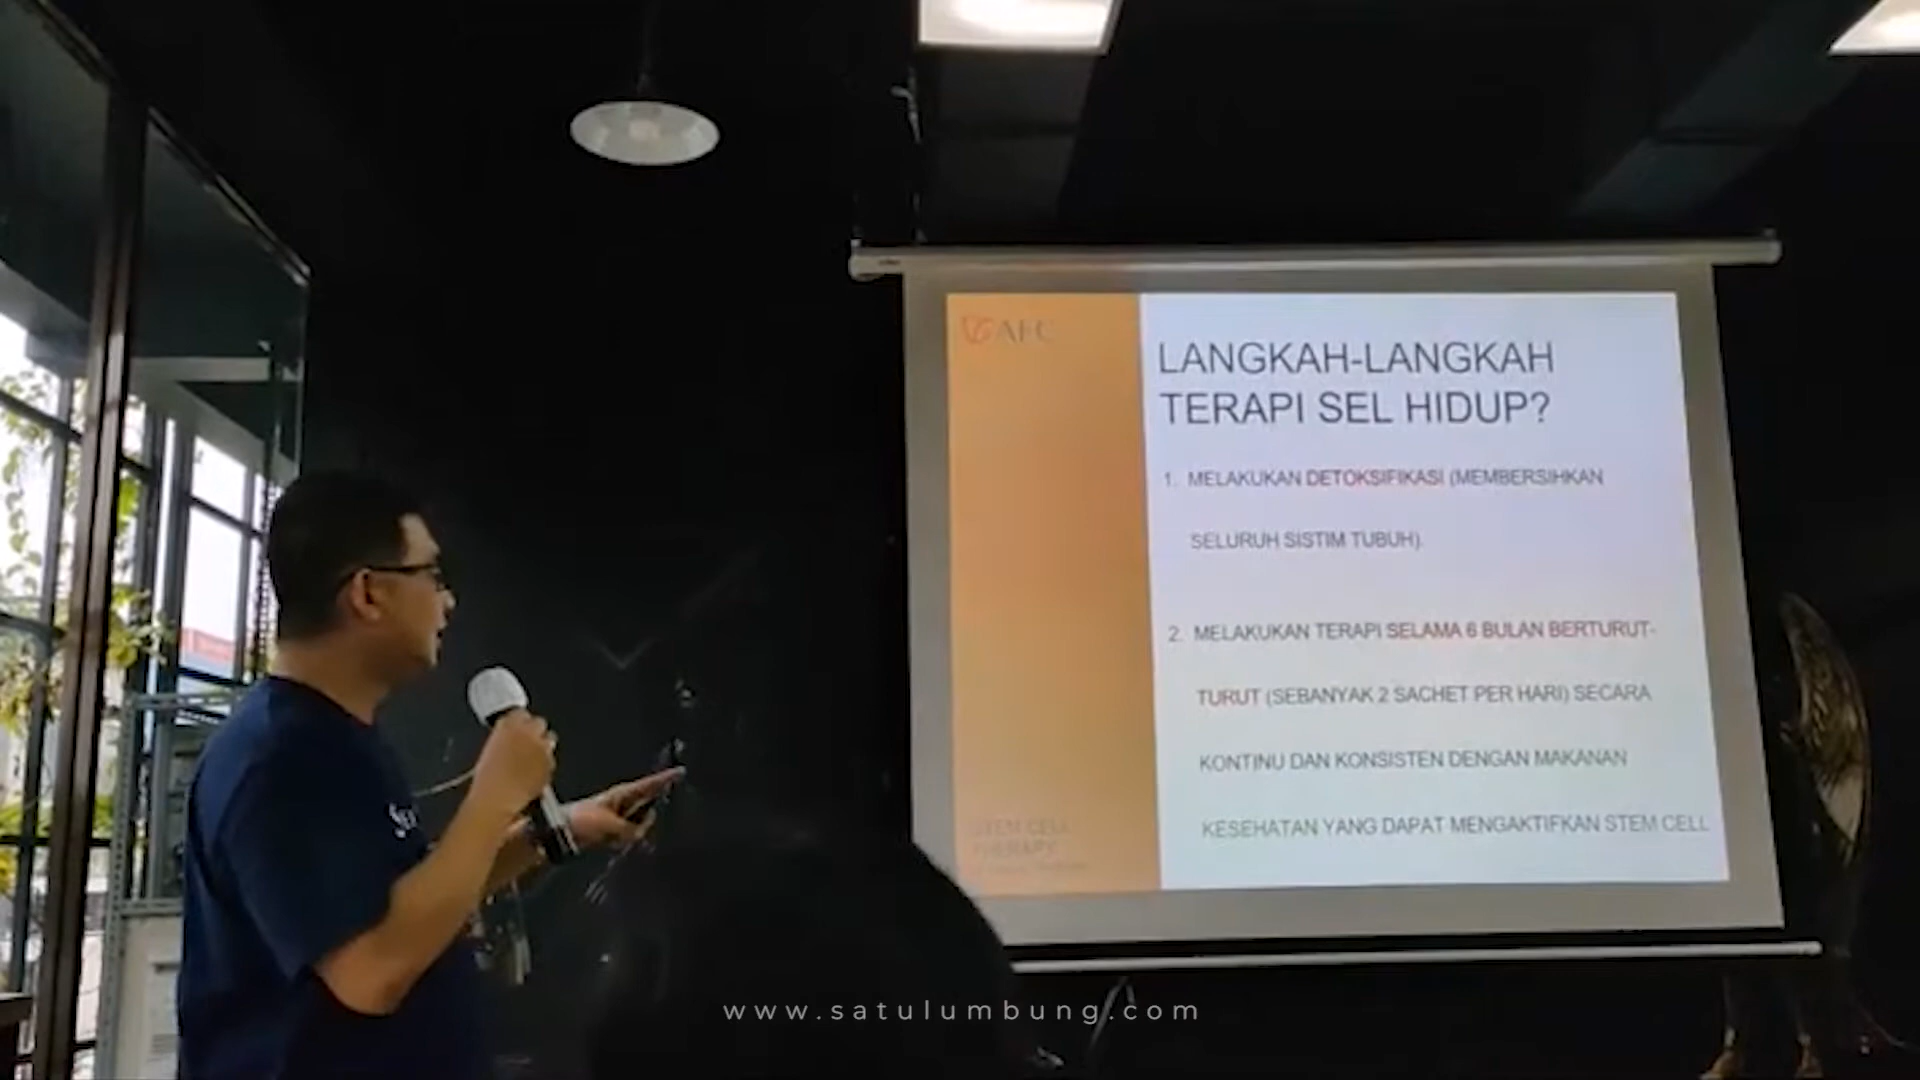 AFC
LANGKAH-LANGKAH
TERAPI SEL HIDUP?
1. MELAKUKAN DETOKSIFIKASI (MEMBERSIHKAN
SELURUH SISTIM TUBUH).
2. MELAKUKAN TERAPI SELAMA 6 BULAN BERTURUT-
TURUT (SEBANYAK 2 SACHET PER HARI) SECARA
KONTINU DAN KONSISTEN DENGAN MAKANAN
KESEHATAN YANG DAPAT MENGAKTIFKAN STEM CELL
STEM CELL
THERAPY
www.satulumbung.com